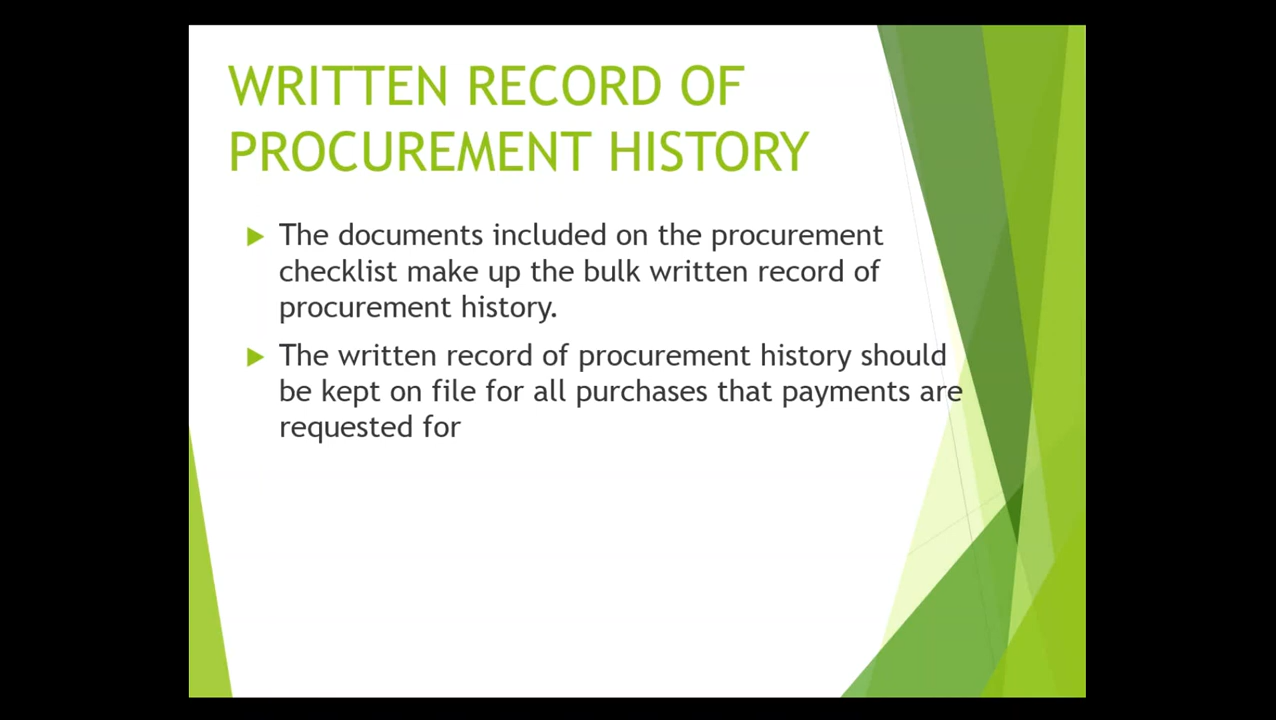 WRITTEN RECORD OF
PROCUREMENT HISTORY
The documents included on the procurement
checklist make up the bulk written record of
procurement history.
The written record of procurement history should
be kept on file for all purchases that payments are
requested for